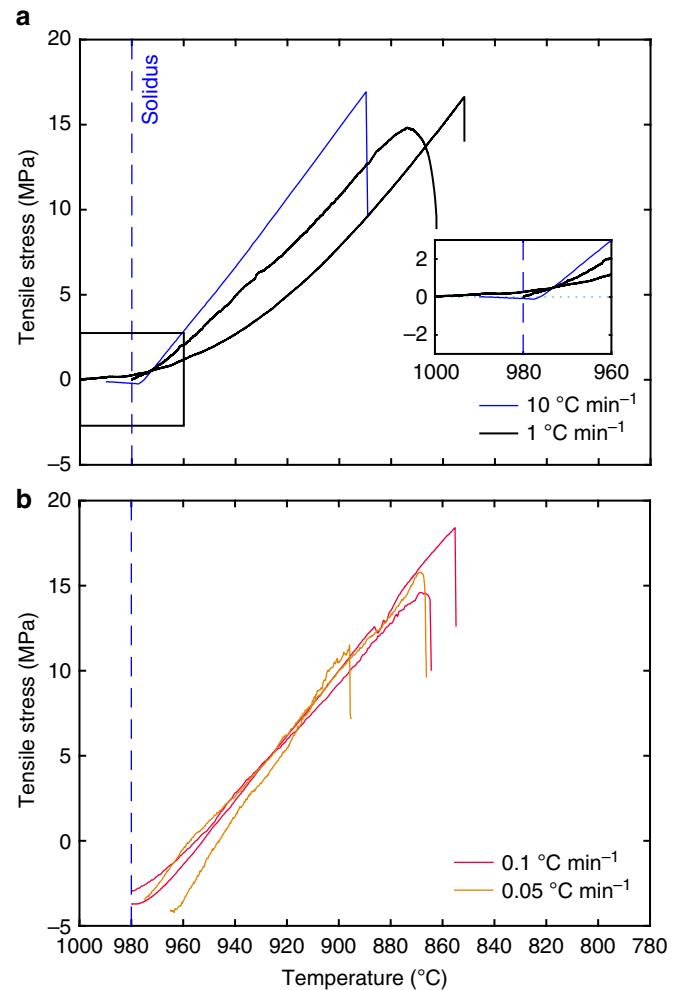 a
20
15
10
5
0
−5
Tensile stress (MPa)
Solidus
2
0
−2
1000 980 960
10 °C min−1
1 °C min−1
b
20
15
10
5
0
−5
Tensile stress (MPa)
0.1 °C min−1
0.05 °C min−1
1000 980 960 940 920 900 880 860 840 820 800 780
Temperature (°C)